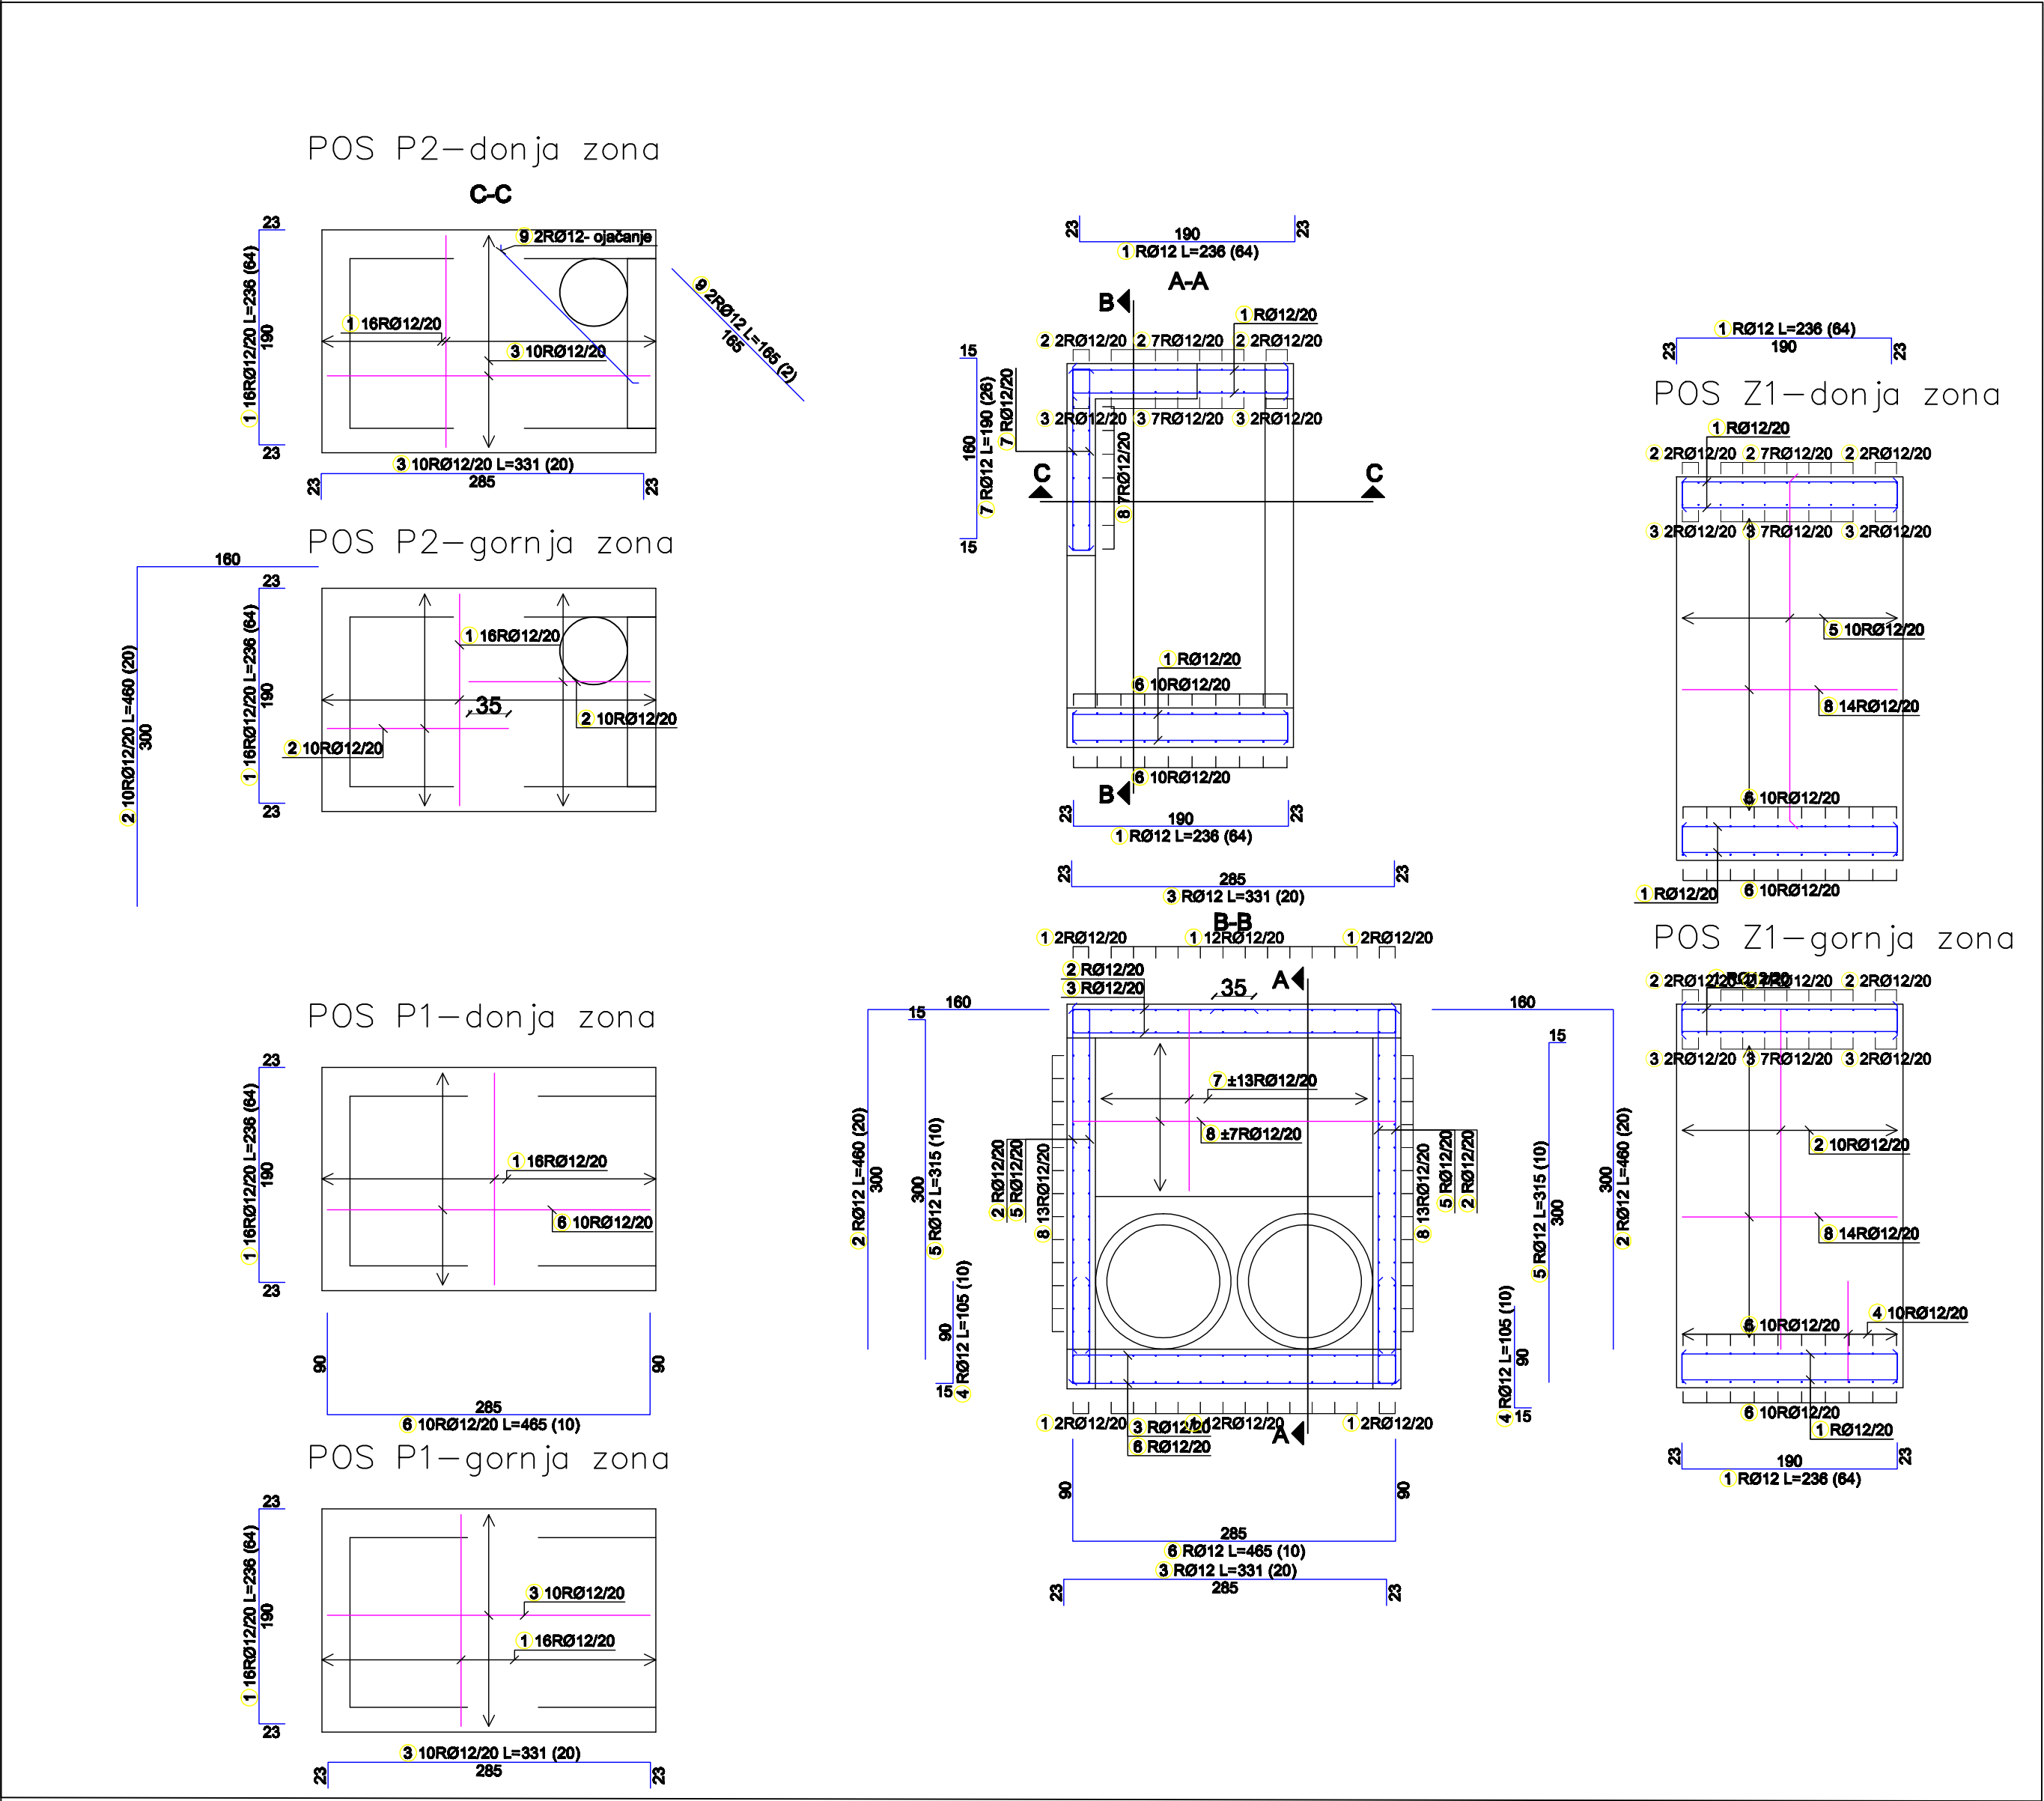 POS P2-donja zona
C-C
23
9 2RØ12- ojačanje
1 16RØ12/20 L=236 (64)
190
1 16RØ12/20
3 10RØ12/20
9 2RØ12 L=165 (2)
165
23
3 10RØ12/20 L=331 (20)
23
285
23
POS P2-gornja zona
160
23
2 10RØ12/20 L=460 (20)
300
1 16RØ12/20 L=236 (64)
190
1 16RØ12/20
35
2 10RØ12/20
2 10RØ12/20
23
POS P1-donja zona
23
1 16RØ12/20 L=236 (64)
190
1 16RØ12/20
6 10RØ12/20
23
90
90
285
6 10RØ12/20 L=465 (10)
POS P1-gornja zona
23
1 16RØ12/20 L=236 (64)
190
3 10RØ12/20
1 16RØ12/20
23
3 10RØ12/20 L=331 (20)
23
285
23
23
190
23
1 RØ12 L=236 (64)
A-A
B
1 RØ12/20
2 2RØ12/20
2 7RØ12/20
2 2RØ12/20
15
160
7 RØ12 L=190 (26)
7 RØ12/20
3 2RØ12/20
3 7RØ12/20
3 2RØ12/20
8 7RØ12/20
C
C
15
1 RØ12/20
6 10RØ12/20
6 10RØ12/20
B
23
190
23
1 RØ12 L=236 (64)
23
285
23
3 RØ12 L=331 (20)
B-B
1 2RØ12/20
1 12RØ12/20
1 2RØ12/20
2 RØ12/20
3 RØ12/20
35
A
160
160
15
15
2 RØ12 L=460 (20)
300
300
5 RØ12 L=315 (10)
2 RØ12/20
5 RØ12/20
8 13RØ12/20
7 ±13RØ12/20
8 ±7RØ12/20
8 13RØ12/20
5 RØ12/20
2 RØ12/20
5 RØ12 L=315 (10)
300
300
2 RØ12 L=460 (20)
90
4 RØ12 L=105 (10)
15
4 RØ12 L=105 (10)
90
15
1 2RØ12/20
1 12RØ12/20
1 2RØ12/20
3 RØ12/20
6 RØ12/20
A
90
90
285
6 RØ12 L=465 (10)
3 RØ12 L=331 (20)
23
285
23
1 RØ12 L=236 (64)
23
190
23
POS Z1-donja zona
1 RØ12/20
2 2RØ12/20
2 7RØ12/20
2 2RØ12/20
3 2RØ12/20
3 7RØ12/20
3 2RØ12/20
5 10RØ12/20
8 14RØ12/20
6 10RØ12/20
1 RØ12/20
6 10RØ12/20
POS Z1-gornja zona
1 RØ12/20
2 2RØ12/20
2 7RØ12/20
2 2RØ12/20
3 2RØ12/20
3 7RØ12/20
3 2RØ12/20
2 10RØ12/20
8 14RØ12/20
4 10RØ12/20
6 10RØ12/20
6 10RØ12/20
1 RØ12/20
23
190
23
1 RØ12 L=236 (64)